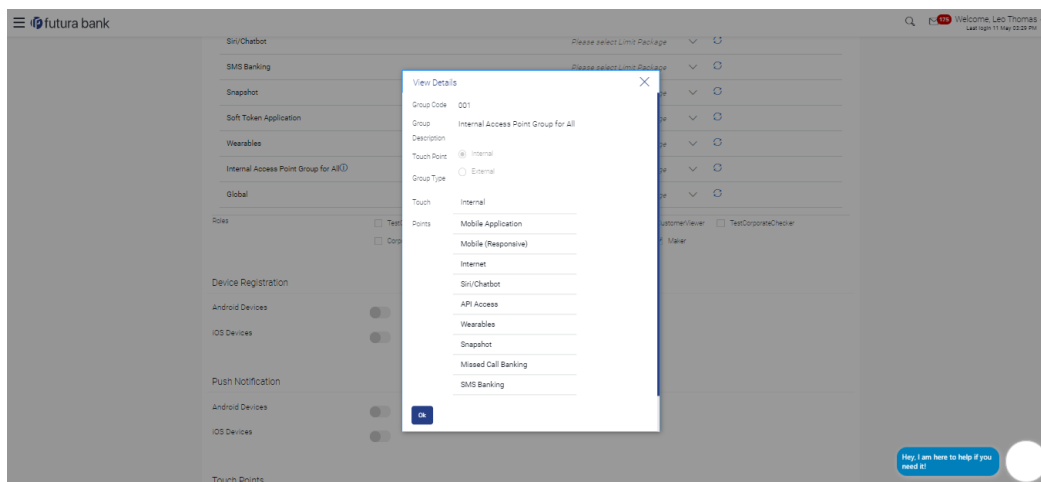 futura bank
175
Welcome, Leo Thomas
Last login 11 May 03:25 PM
Siri/Chatbot
Please select Limit Package
SMS Banking
Please select Limit Package
Snapshot
Soft Token Application
Wearables
Internal Access Point Group for All
Global
Roles
CustomerViewer
TestCorporateChecker
Maker
Device Registration
Android Devices
iOS Devices
Push Notification
Android Devices
iOS Devices
Touch Points
View Details
Group Code 001
Group Description Internal Access Point Group for All
Touch Point Group Type
Internal
External
Touch Points
Internal
Mobile Application
Mobile (Responsive)
Internet
Siri/Chatbot
API Access
Wearables
Snapshot
Missed Call Banking
SMS Banking
Ok
Hey, I am here to help if you
need it!